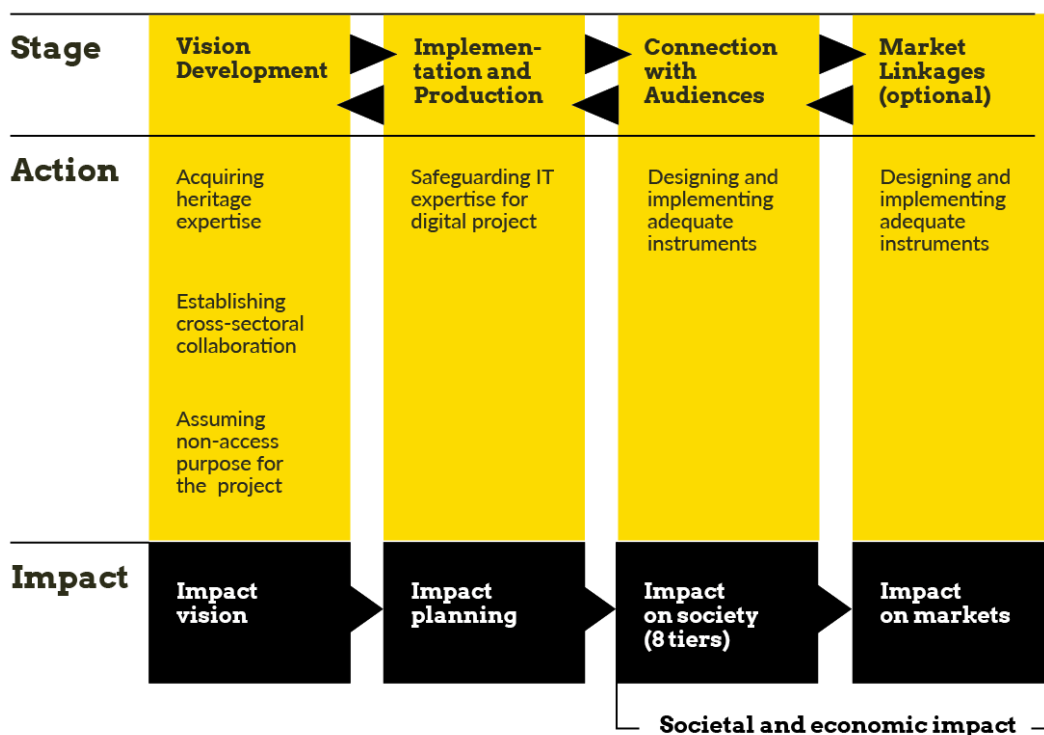 Stage
Vision
Development
Implemen-
tation and
Production
Connection
with
Audiences
Market
Linkages
(optional)
Action
Acquiring
heritage
expertise
Establishing
cross-sectoral
collaboration
Assuming
non-access
purpose for
the project
Safeguarding IT
expertise for
digital project
Designing and
implementing
adequate
instruments
Designing and
implementing
adequate
instruments
Impact
Impact
vision
Impact
planning
Impact
on society
(8 tiers)
Impact
on markets
Societal and economic impact